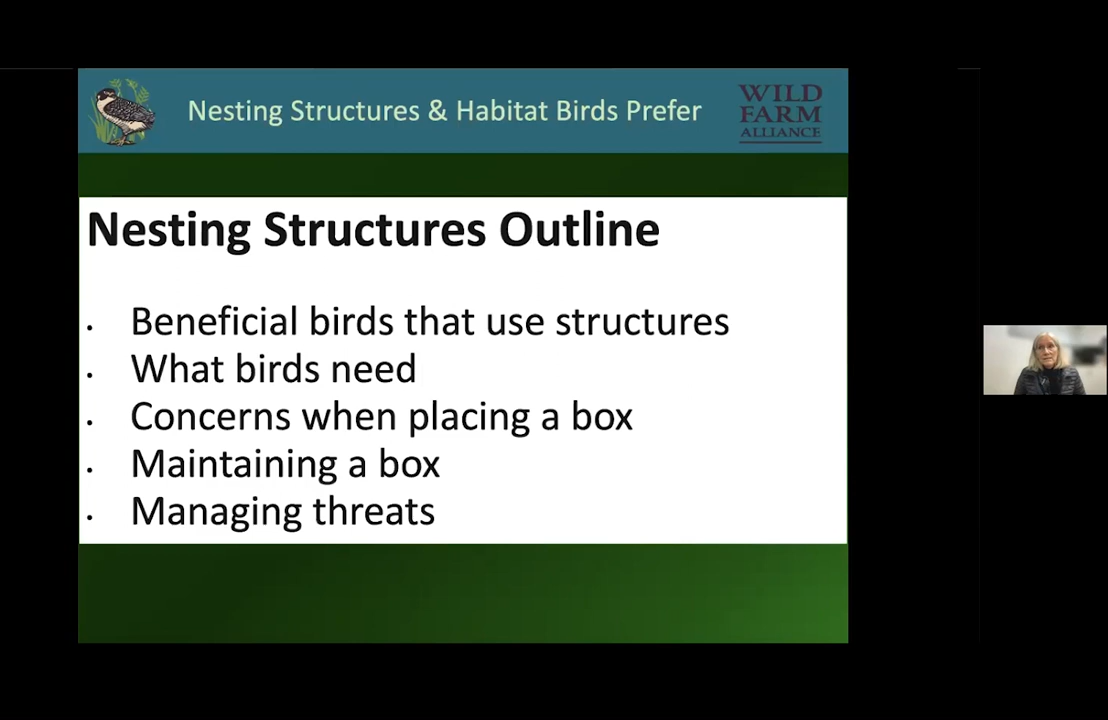 Nesting Structures & Habitat Birds Prefer
WILD
FARM
ALLIANCE
Nesting Structures Outline
• Beneficial birds that use structures
• What birds need
• Concerns when placing a box
• Maintaining a box
• Managing threats